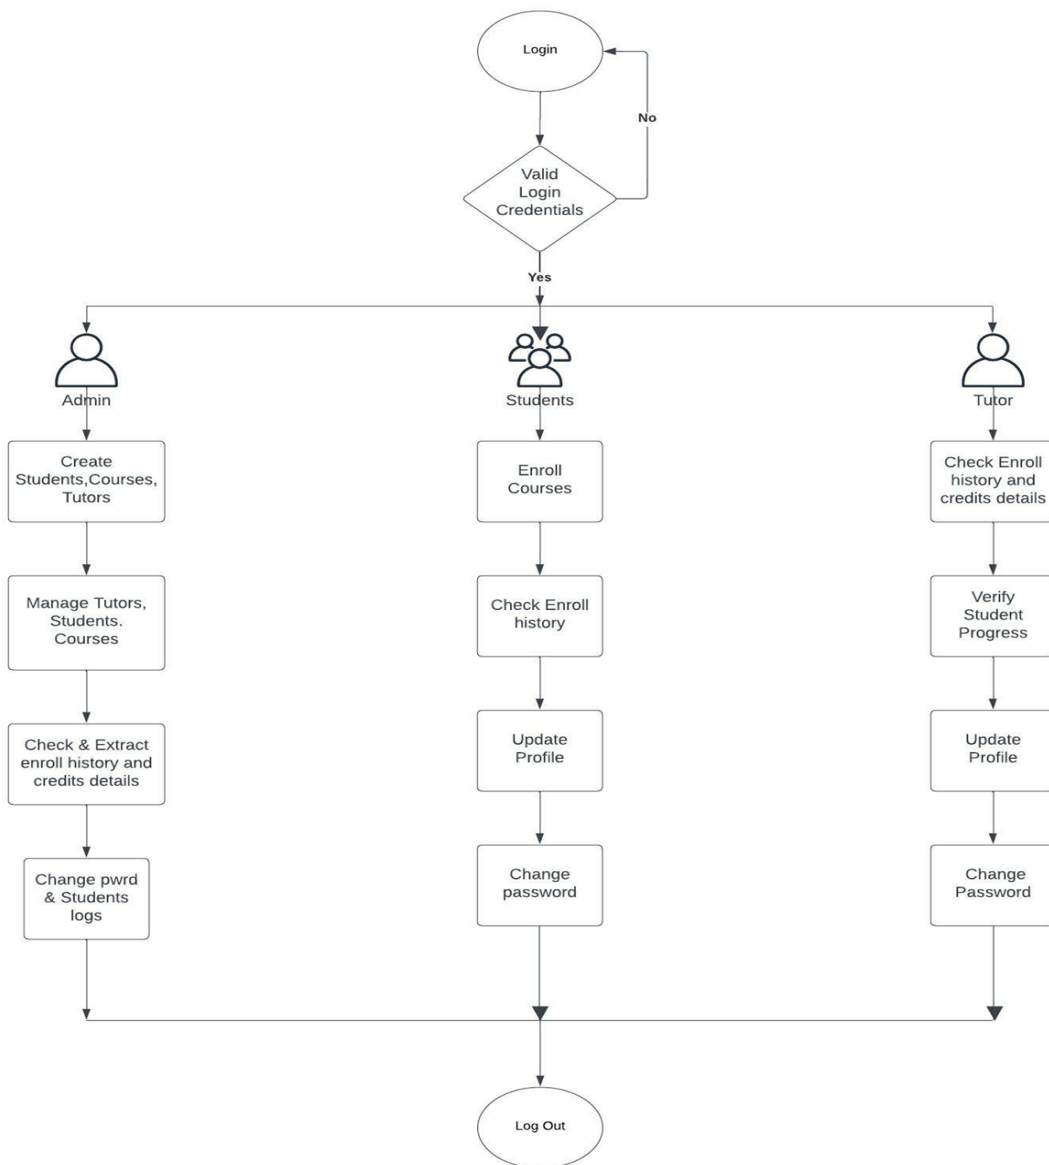 Login
No
Valid
Login
Credentials
Yes
Admin
Students
Tutor
Create
Students,Courses,
Tutors
Enroll
Courses
Check Enroll
history and
credits details
Manage Tutors,
Students.
Courses
Check Enroll
history
Verify
Student
Progress
Check & Extract
enroll history and
credits details
Update
Profile
Update
Profile
Change pwrd
& Students
logs
Change
password
Change
Password
Log Out